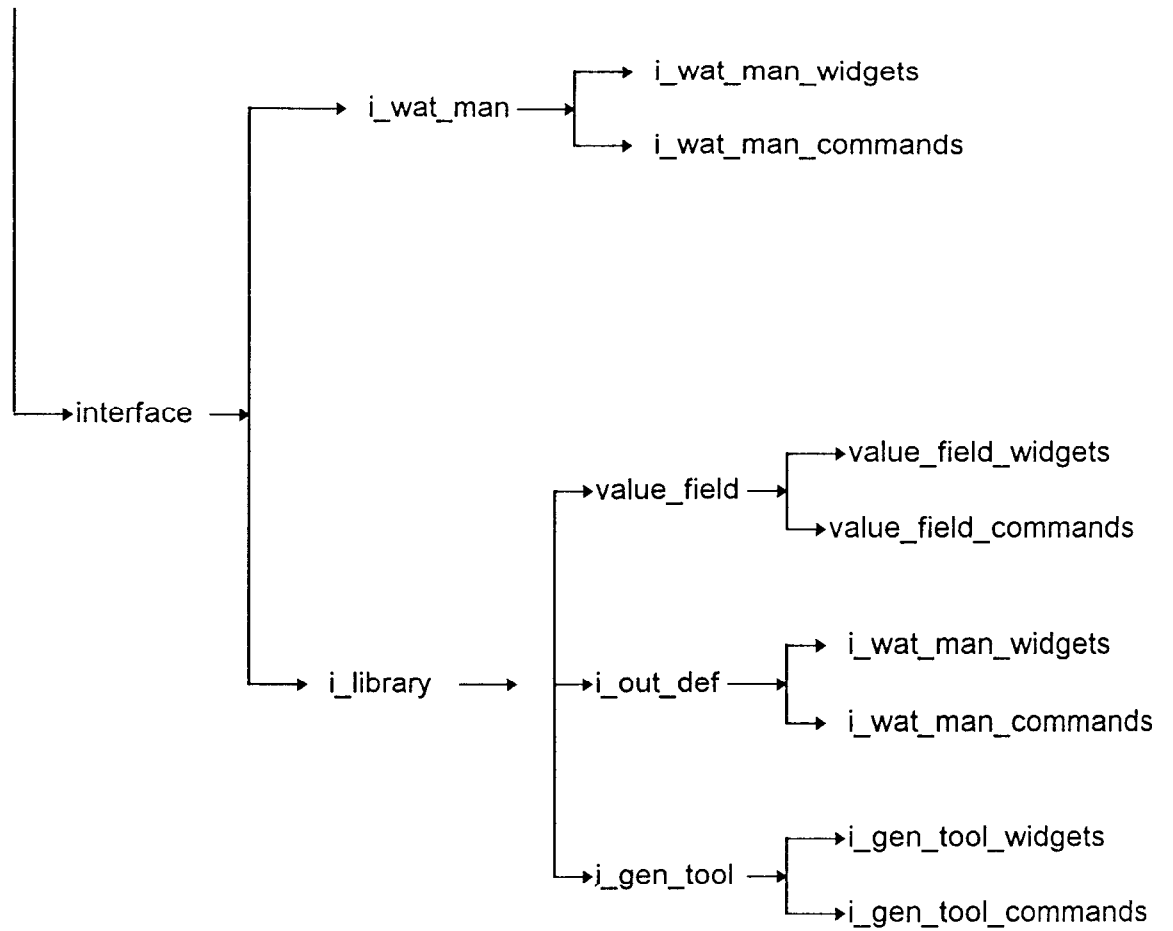 i_wat_man_widgets
i_wat_man
i_wat_man_commands
interface
value_field_widgets
value_field
value_field_commands
i_wat_man_widgets
i_library
i_out_def
i_wat_man_commands
i_gen_tool_widgets
i_gen_tool
i_gen_tool_commands